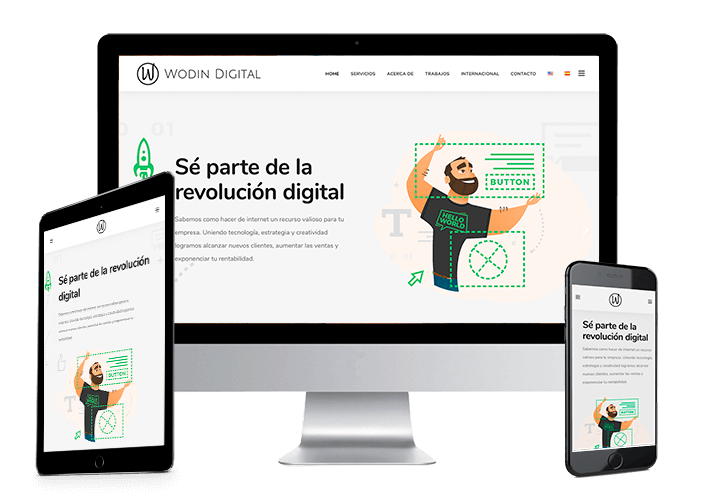 WODIN DIGITAL
HOME SERVICIOS ACERCA DE TRABAJOS INTERNACIONAL CONTACTO
01
Sé parte de la
revolución digital
Sabemos como hacer de internet un recurso valioso para tu
empresa. Uniendo tecnología, estrategia y creatividad
logramos alcanzar nuevos clientes, aumentar las ventas y
exponenciar tu rentabilidad.
BUTTON
HELLO
WORLD
T
Sé parte de la revolución
digital
BUTTON
T
Sé parte de la
revolución digital
Sabemos como hacer de internet un recurso valioso
para tu empresa. Uniendo tecnología,
estrategia y creatividad logramos alcanzar
nuevos clientes, aumentar las ventas y
exponenciar tu rentabilidad.
BUTTON